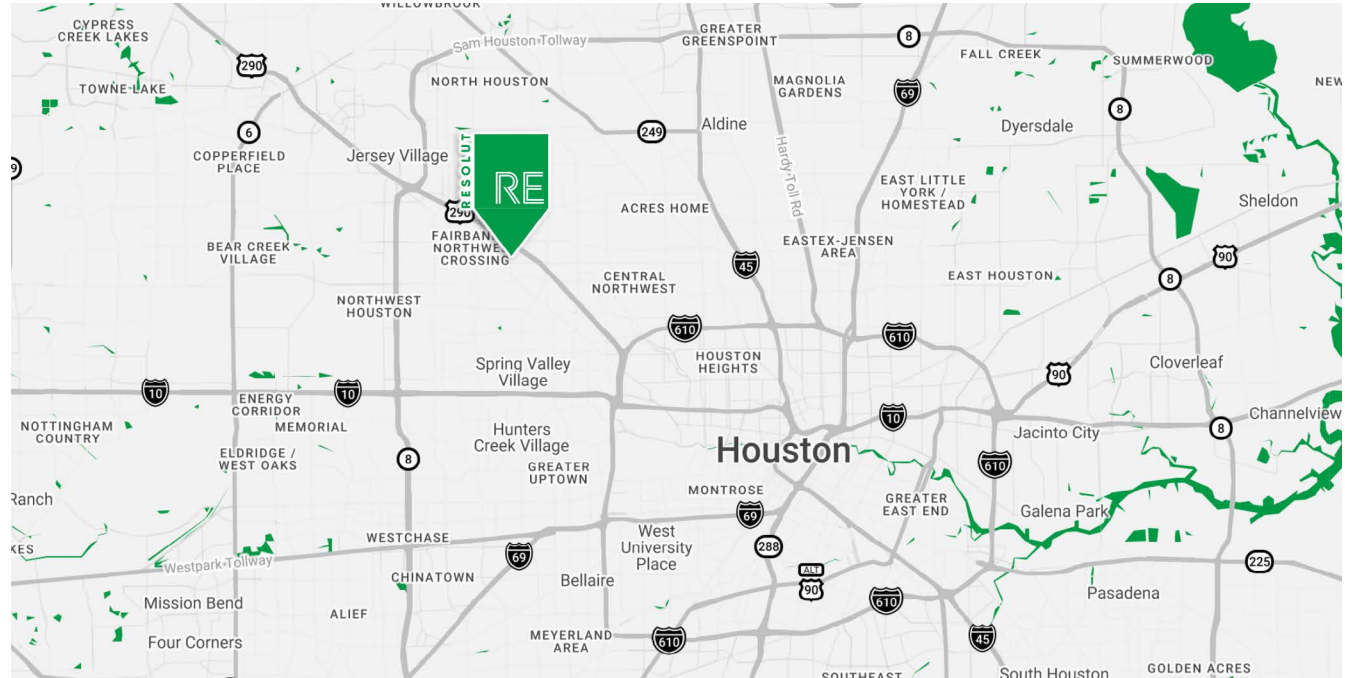 WILLOWBROOK
CYPRESS
CREEK LAKES
GREATER
GREENSPOINT
8
Sam Houston Tollway
FALL CREEK
SUMMERWOOD
290
NORTH HOUSTON
MAGNOLIA
GARDENS
TOWNE LAKE
69
NEW
8
6
249
Aldine
Dyersdale
COPPERFIELD
PLACE
Jersey Village
RESOLUT
RE
Hardy Toll Rd
9
EAST LITTLE
YORK /
HOMESTEAD
Sheldon
290
ACRES HOME
FAIRBAN
NORTHWE
CROSSING
BEAR CREEK
VILLAGE
EASTEX-JENSEN
AREA
45
90
CENTRAL
NORTHWEST
EAST HOUSTON
8
NORTHWEST
HOUSTON
610
610
Spring Valley
Village
HOUSTON
HEIGHTS
Cloverleaf
90
10
10
ENERGY
CORRIDOR
MEMORIAL
10
Channelview
NOTTINGHAM
COUNTRY
Hunters
Creek Village
8
Jacinto City
Houston
ELDRIDGE /
WEST OAKS
8
GREATER
UPTOWN
610
Ranch
MONTROSE
GREATER
EAST END
Galena Park
69
West
University
Place
KES
WESTCHASE
69
288
Westpark Tollway
225
CHINATOWN
Bellaire
ALT
90
Pasadena
Mission Bend
ALIEF
610
Four Corners
MEYERLAND
AREA
610
45
South Houston
GOLDEN ACRES
SOUTHEAST